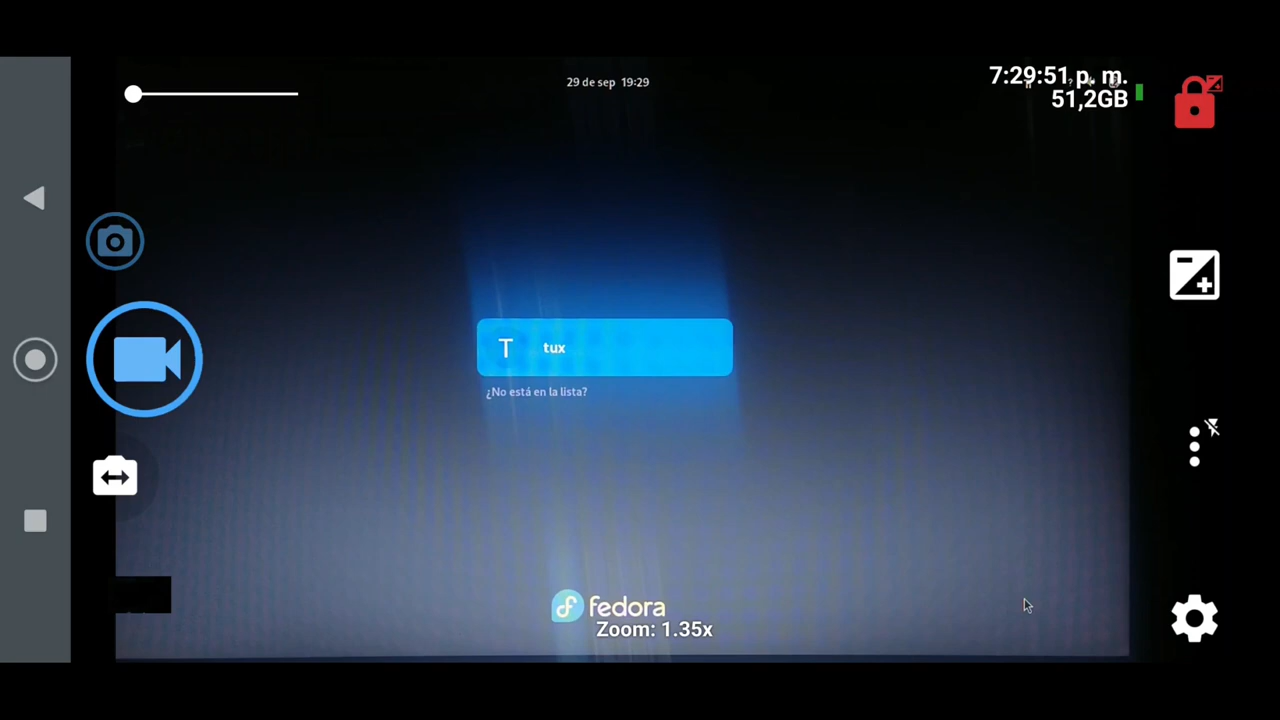 29 de sep 19:29
7:29:51 p. m.
51,2GB
T tux
¿No está en la lista?
fedora
Zoom: 1.35x